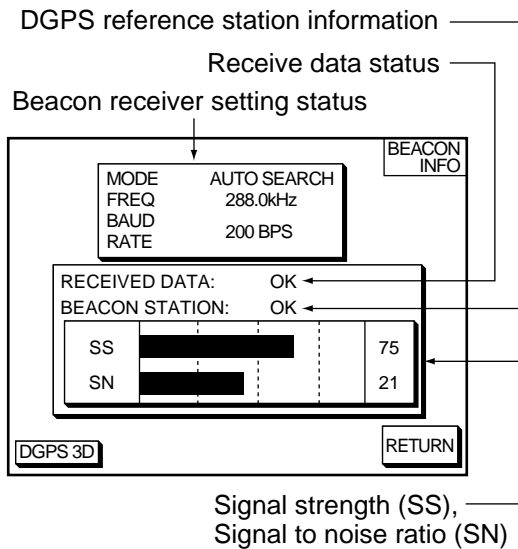 DGPS reference station information
Receive data status
Beacon receiver setting status
BEACON
INFO
MODE AUTO SEARCH
FREQ 288.0kHz
BAUD
RATE 200 BPS
RECEIVED DATA: OK
BEACON STATION: OK
SS 75
SN 21
DGPS 3D
RETURN
Signal strength (SS),
Signal to noise ratio (SN)